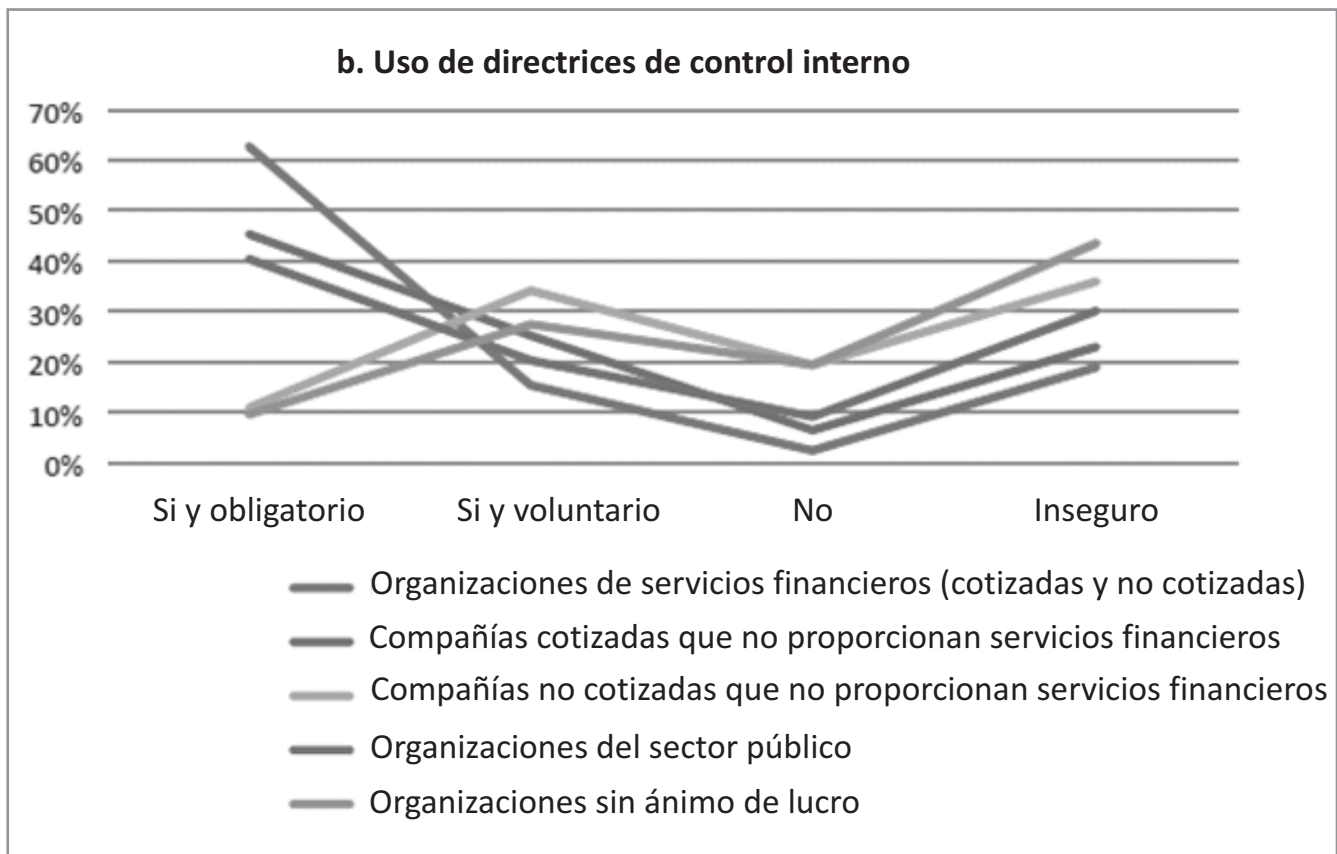 b. Uso de directrices de control interno
70%
60%
50%
40%
30%
20%
10%
0%
Si y obligatorio Si y voluntario No Inseguro
Organizaciones de servicios financieros (cotizadas y no cotizadas)
Compañías cotizadas que no proporcionan servicios financieros
Compañías no cotizadas que no proporcionan servicios financieros
Organizaciones del sector público
Organizaciones sin ánimo de lucro